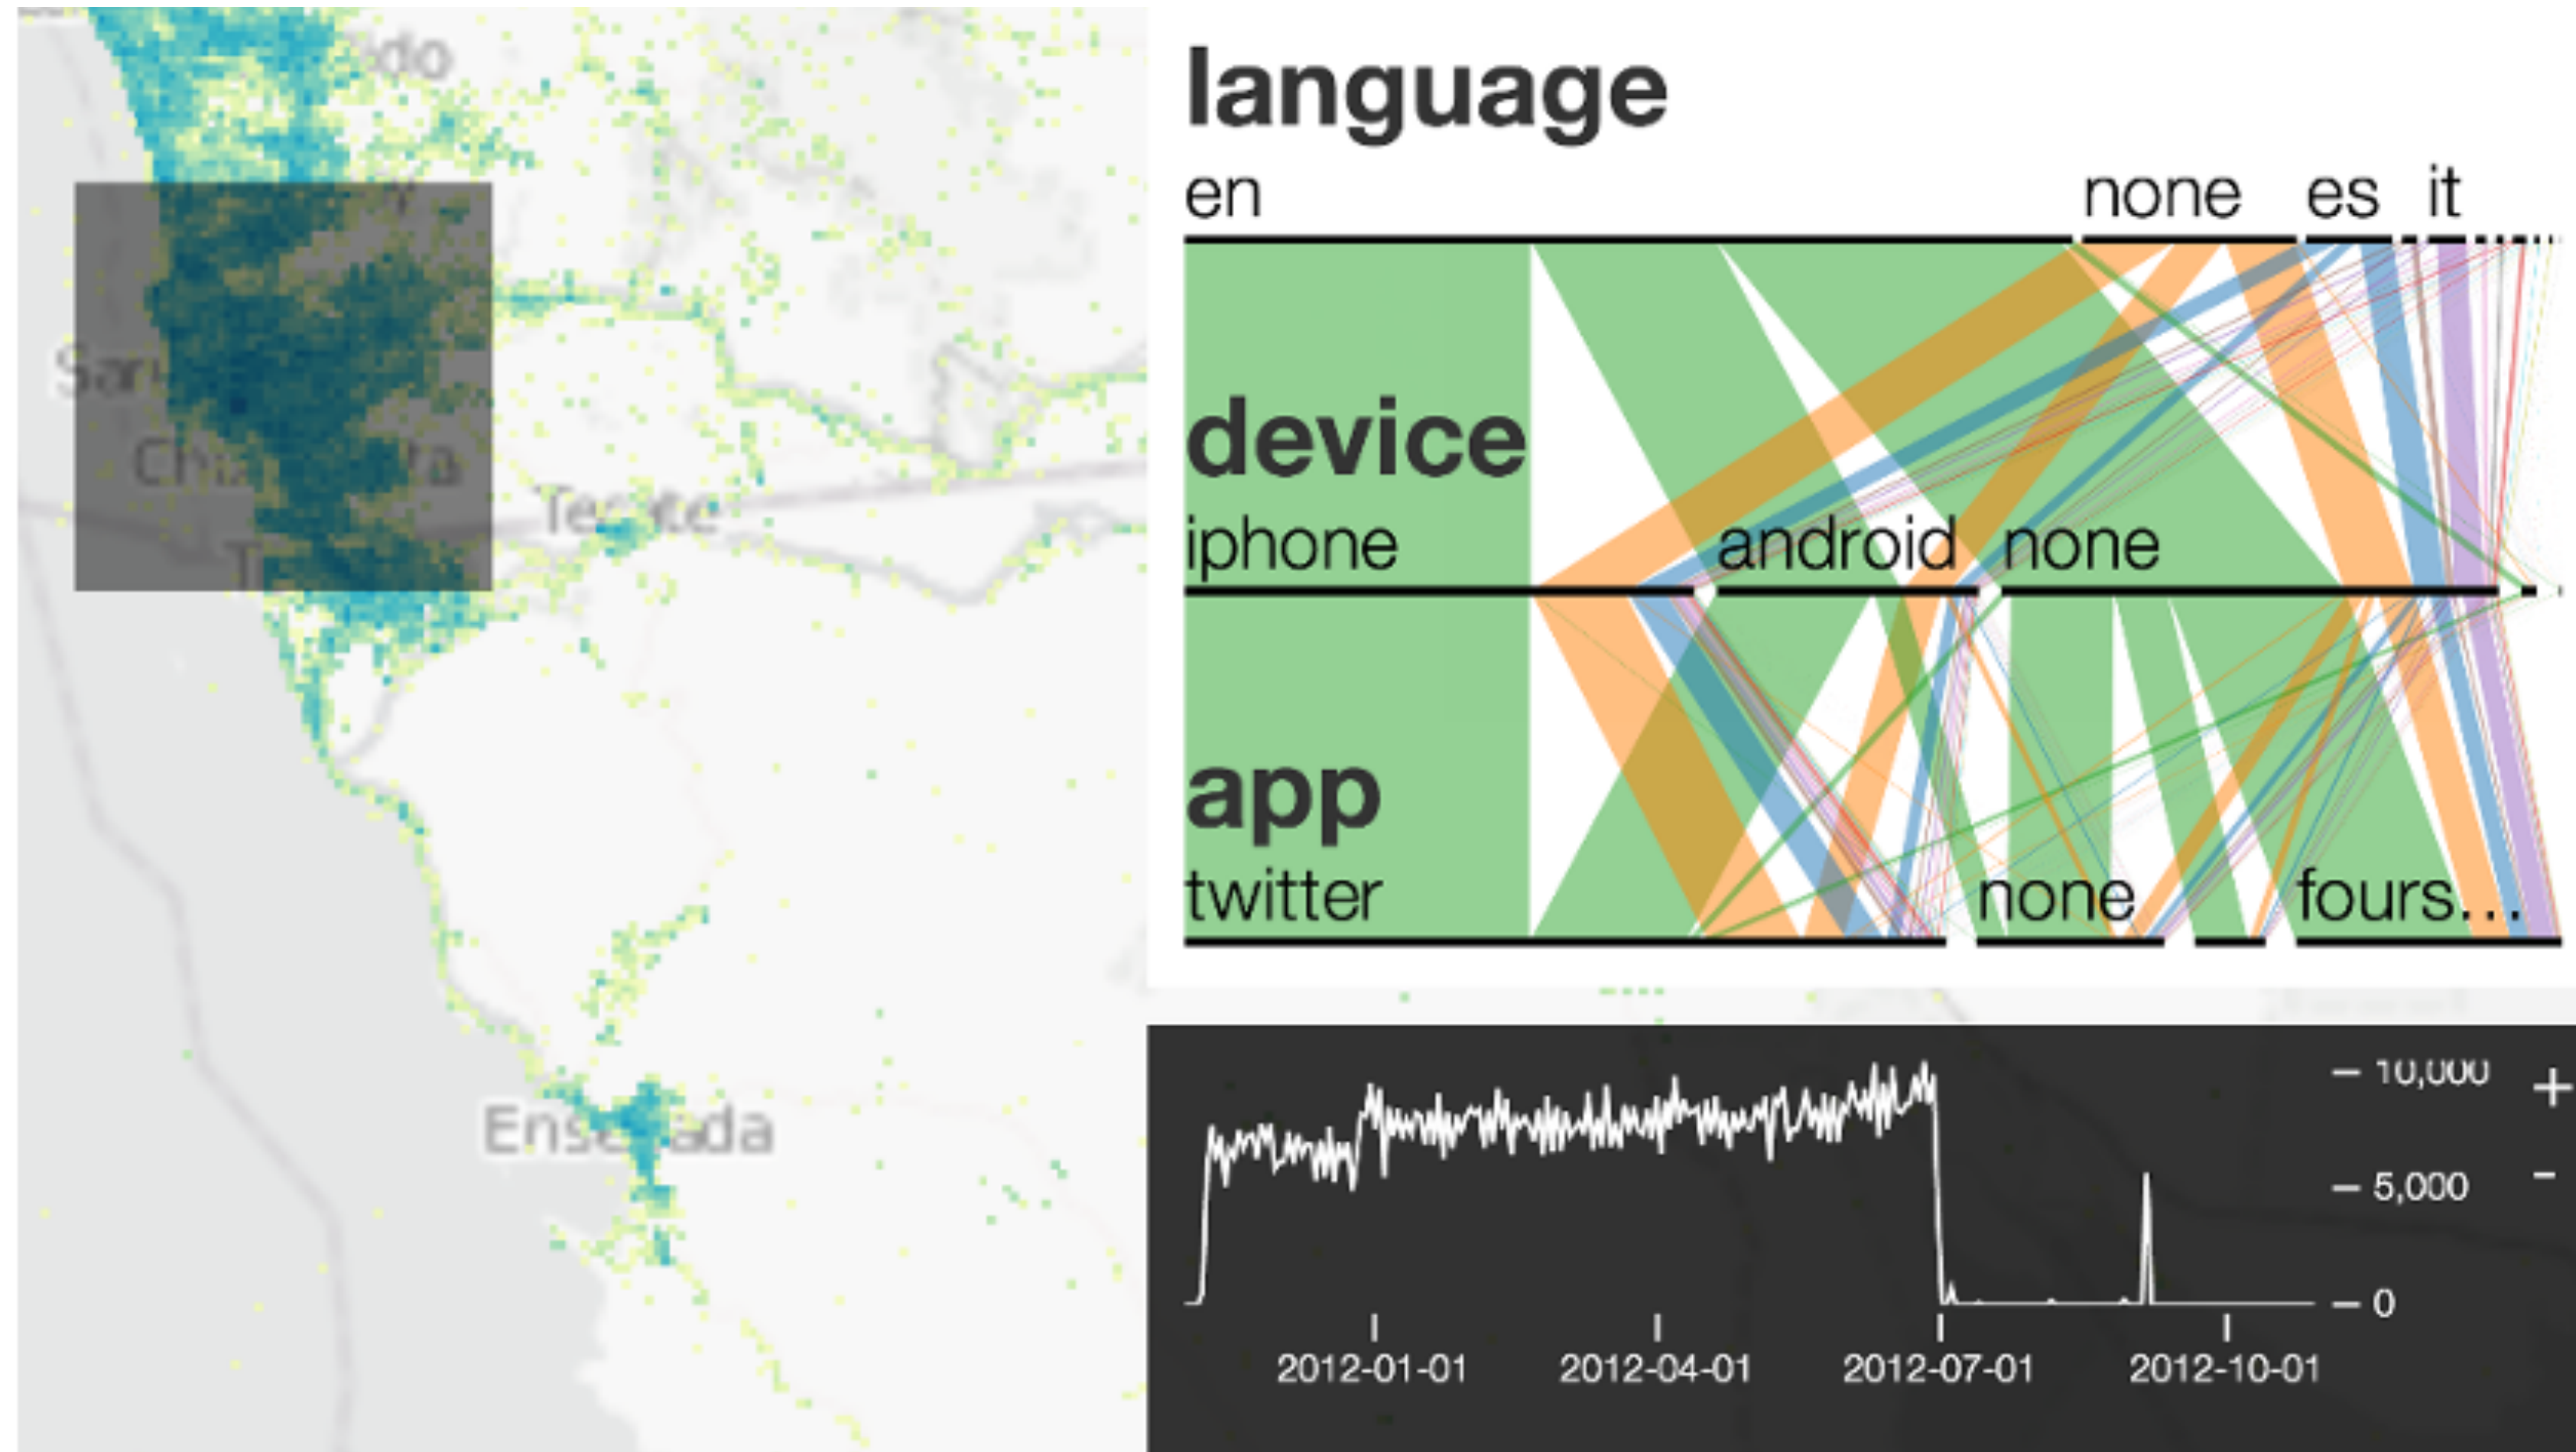 language
en none es it
device
iphone android none
app
twitter none fours...
Ensenada
10,000 +
5,000 -
0
2012-01-01 2012-04-01 2012-07-01 2012-10-01